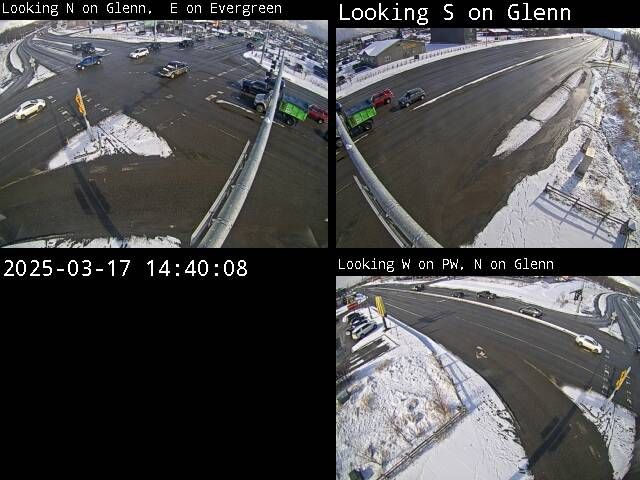 Looking N on Glenn,  E on Evergreen
Looking S on Glenn
2025-03-17 14:40:08
Looking W on PW, N on Glenn